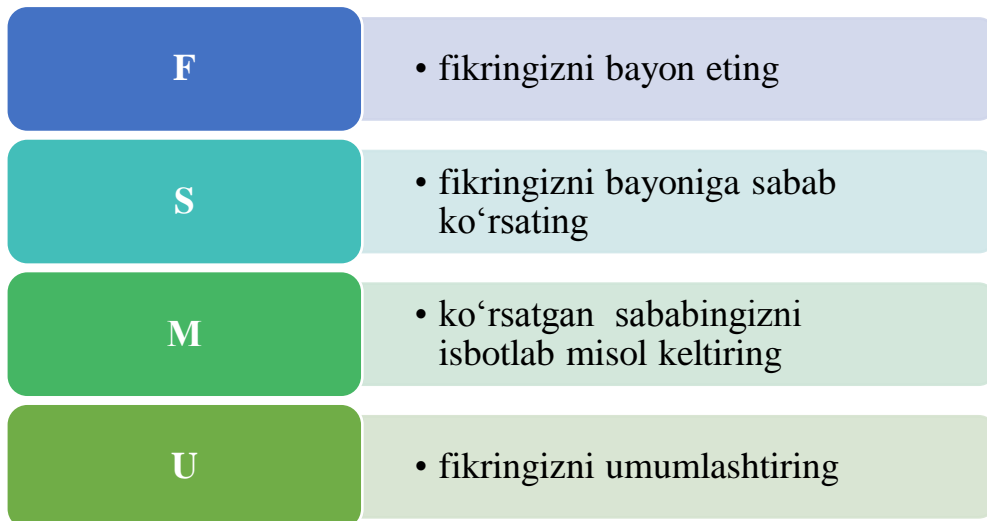 F
• fikringizni bayon eting
S
• fikringizni bayoniga sabab
ko‘rsating
M
• ko‘rsatgan sababingizni
isbotlab misol keltiring
U
• fikringizni umumlashtiring